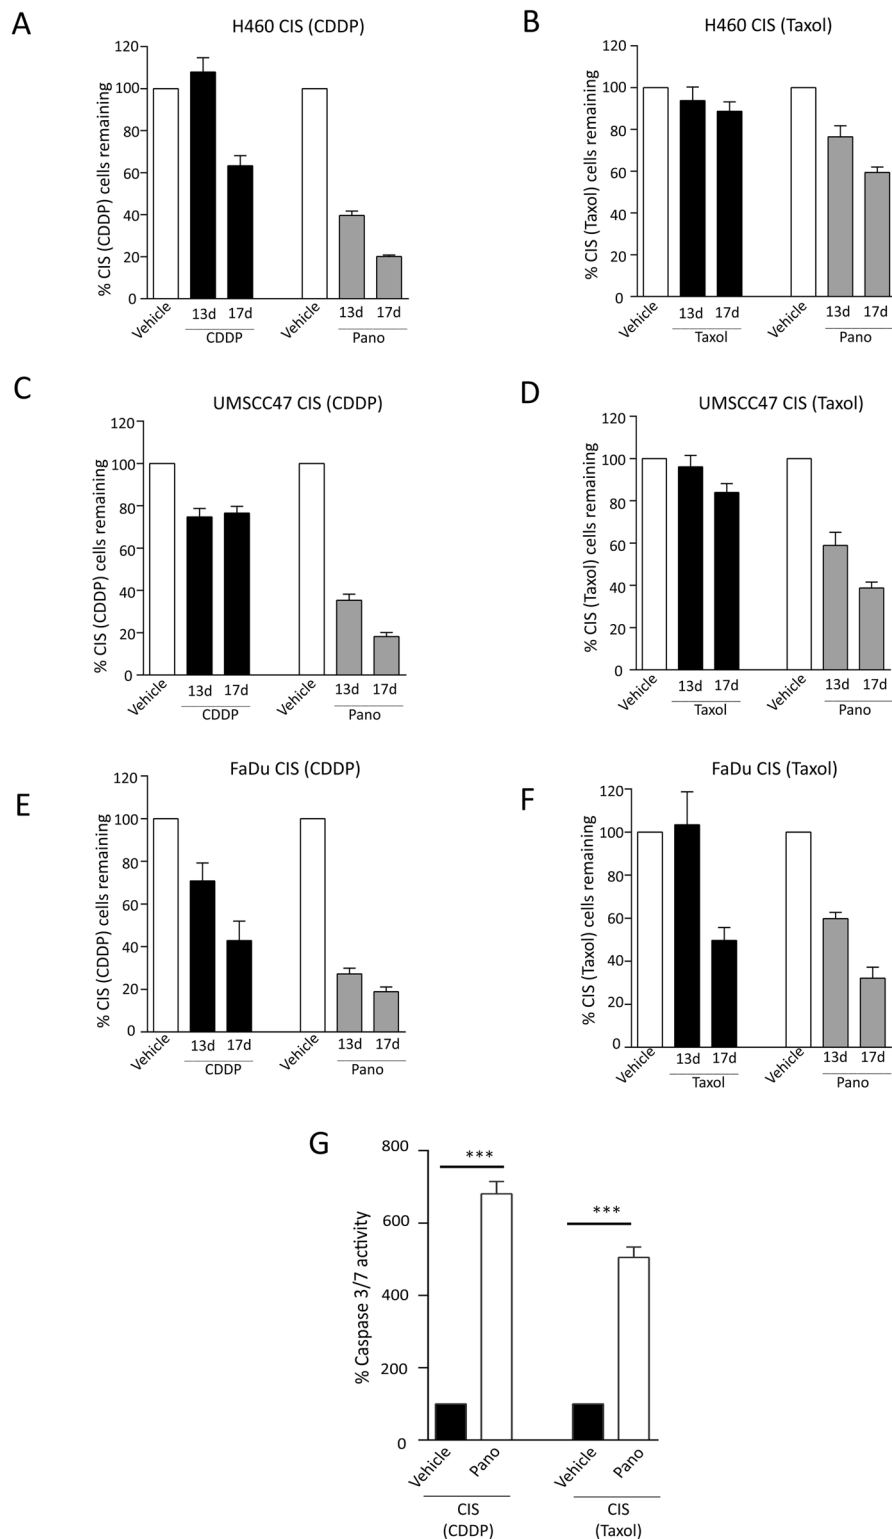 A
H460 CIS (CDDP)
% CIS (CDDP) cells remaining
120
100
80
60
40
20
0
Vehicle
13d 17d
CDDP
Vehicle
13d 17d
Pano
B
H460 CIS (Taxol)
% CIS (Taxol) cells remaining
120
100
80
60
40
20
0
Vehicle
13d 17d
Taxol
Vehicle
13d 17d
Pano
C
UMSCC47 CIS (CDDP)
% CIS (CDDP) cells remaining
120
100
80
60
40
20
0
Vehicle
13d 17d
CDDP
Vehicle
13d 17d
Pano
D
UMSCC47 CIS (Taxol)
% CIS (Taxol) cells remaining
120
100
80
60
40
20
0
Vehicle
13d 17d
Taxol
Vehicle
13d 17d
Pano
E
FaDu CIS (CDDP)
% CIS (CDDP) cells remaining
120
100
80
60
40
20
0
Vehicle
13d 17d
CDDP
Vehicle
13d 17d
Pano
F
FaDu CIS (Taxol)
% CIS (Taxol) cells remaining
120
100
80
60
40
20
0
Vehicle
13d 17d
Taxol
Vehicle
13d 17d
Pano
G
% Caspase 3/7 activity
800
600
400
200
0
***
***
Vehicle
Pano
CIS
(CDDP)
Vehicle
Pano
CIS
(Taxol)